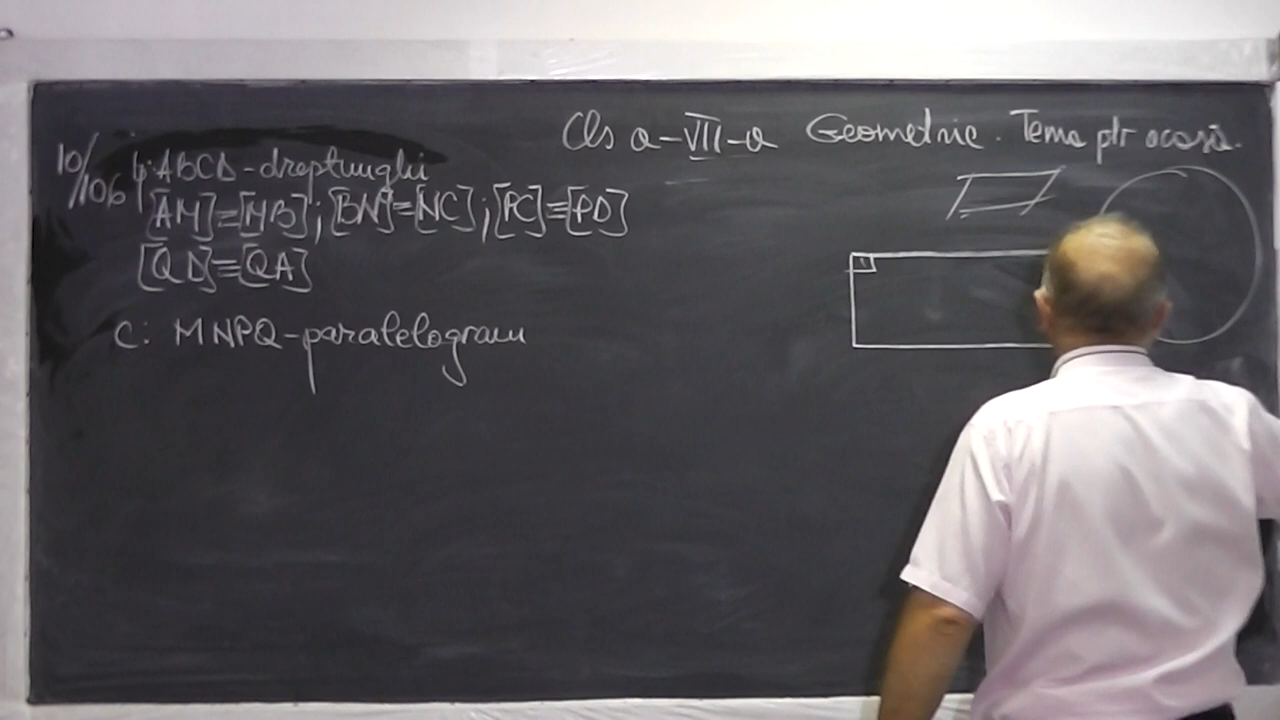 Cls a-VII-a Geometrie. Tema ptr acasă.
10/106 Ip: ABCD-dreptunghi
[AM]≡[MB]; [BN]≡[NC]; [PC]≡[PD]
[QD]≡[QA]
C: MNPQ-paralelogram